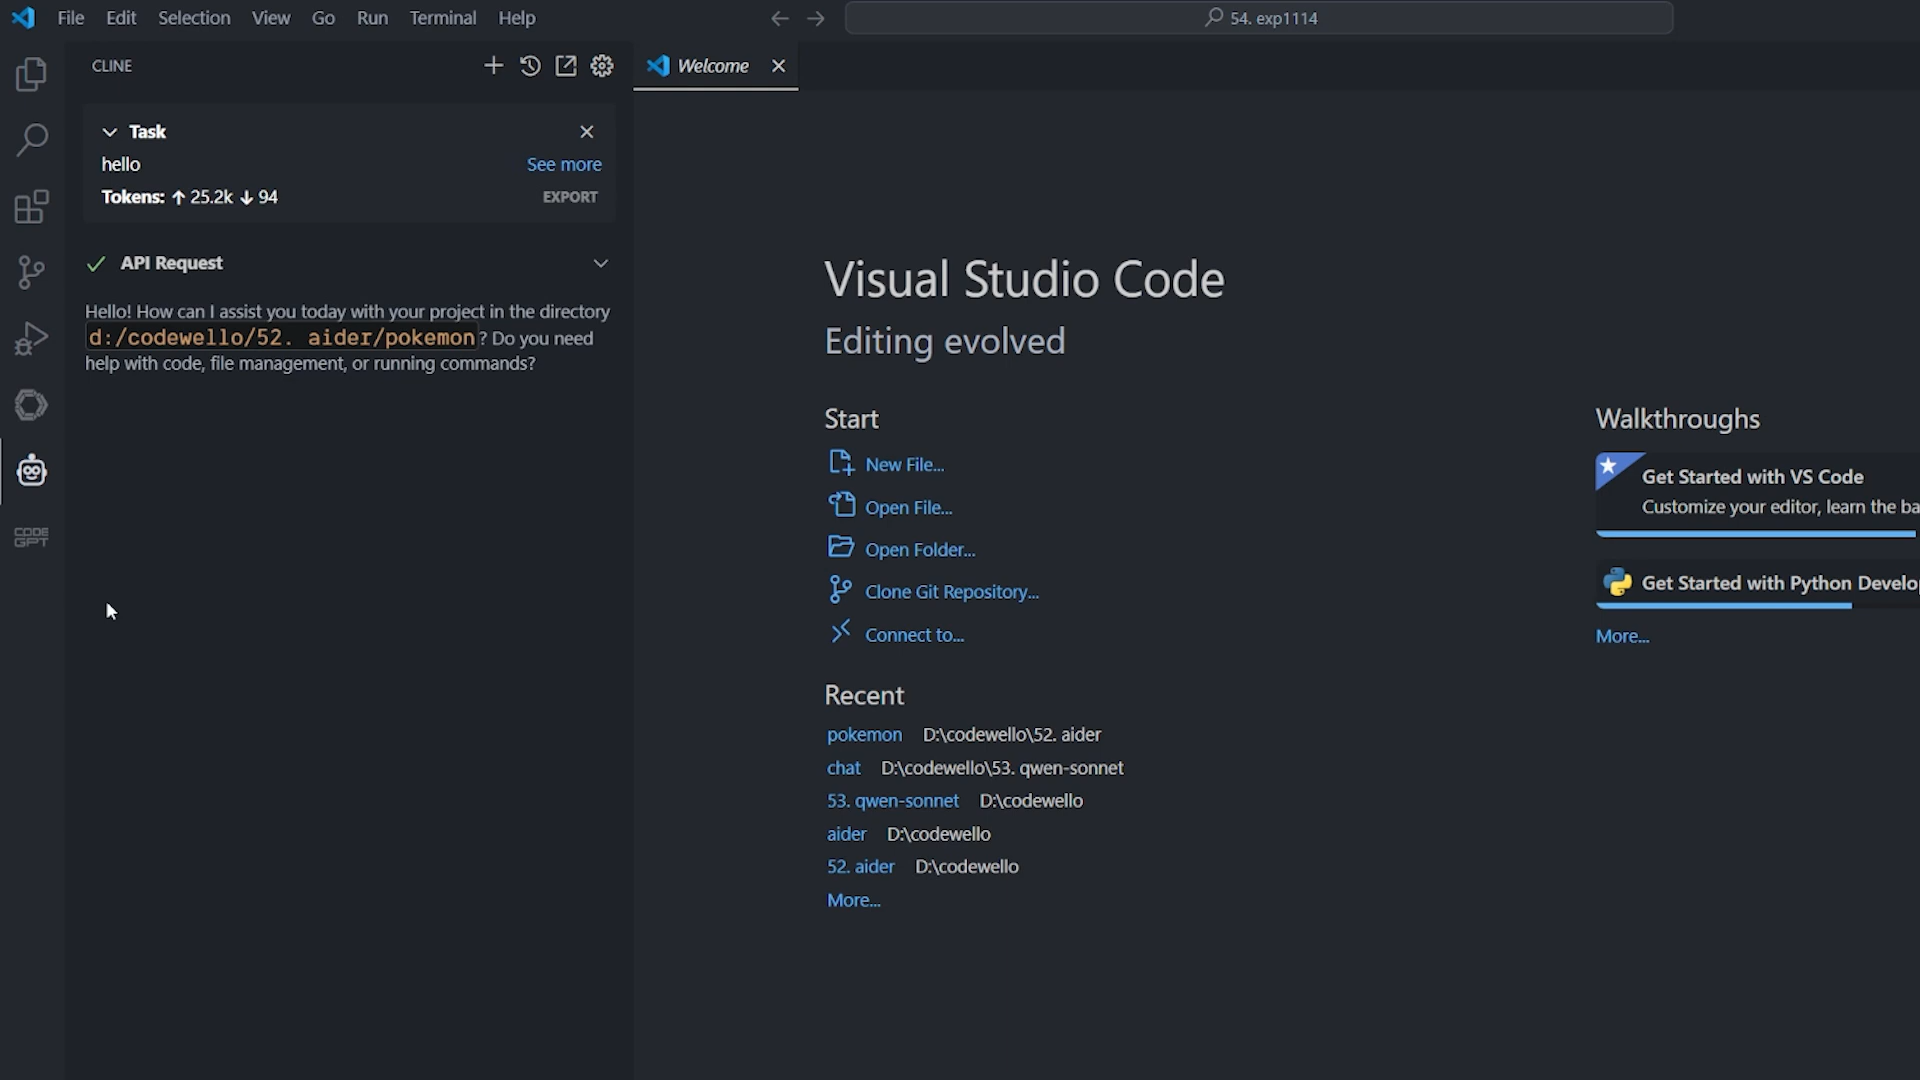 File Edit Selection View Go Run Terminal Help
54. exp1114
CLINE
Welcome
Task
hello
See more
Tokens: ↑ 25.2k ↓ 94
EXPORT
API Request
Hello! How can I assist you today with your project in the directory
d:/codewello/52. aider/pokemon? Do you need
help with code, file management, or running commands?
CODE
GPT
Visual Studio Code
Editing evolved
Start
New File...
Open File...
Open Folder...
Clone Git Repository...
Connect to...
Recent
pokemon D:\codewello\52. aider
chat D:\codewello\53. qwen-sonnet
53. qwen-sonnet D:\codewello
aider D:\codewello
52. aider D:\codewello
More...
Walkthroughs
Get Started with VS Code
Customize your editor, learn the ba
Get Started with Python Develo
More...